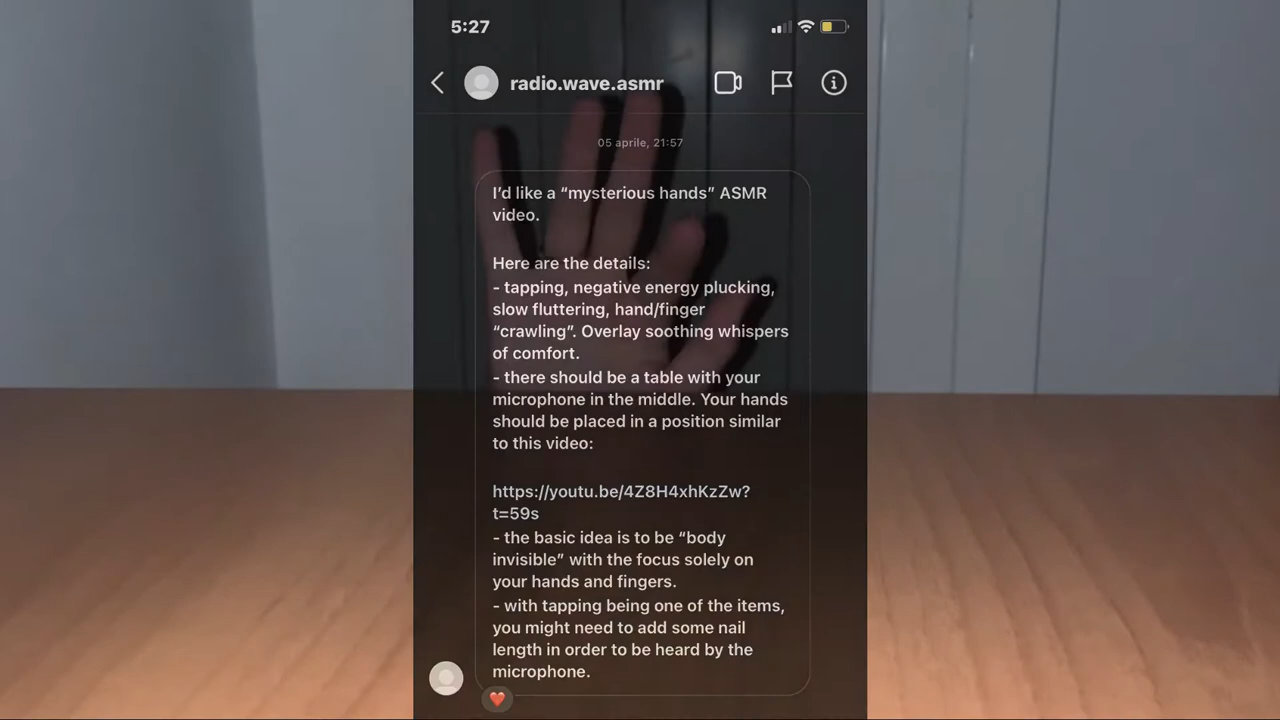 5:27
radio.wave.asmr
05 aprile, 21:57
I’d like a “mysterious hands” ASMR
video.
Here are the details:
- tapping, negative energy plucking,
slow fluttering, hand/finger
“crawling”. Overlay soothing whispers
of comfort.
- there should be a table with your
microphone in the middle. Your hands
should be placed in a position similar
to this video:
https://youtu.be/4Z8H4xhKzZw?
t=59s
- the basic idea is to be “body
invisible” with the focus solely on
your hands and fingers.
- with tapping being one of the items,
you might need to add some nail
length in order to be heard by the
microphone.